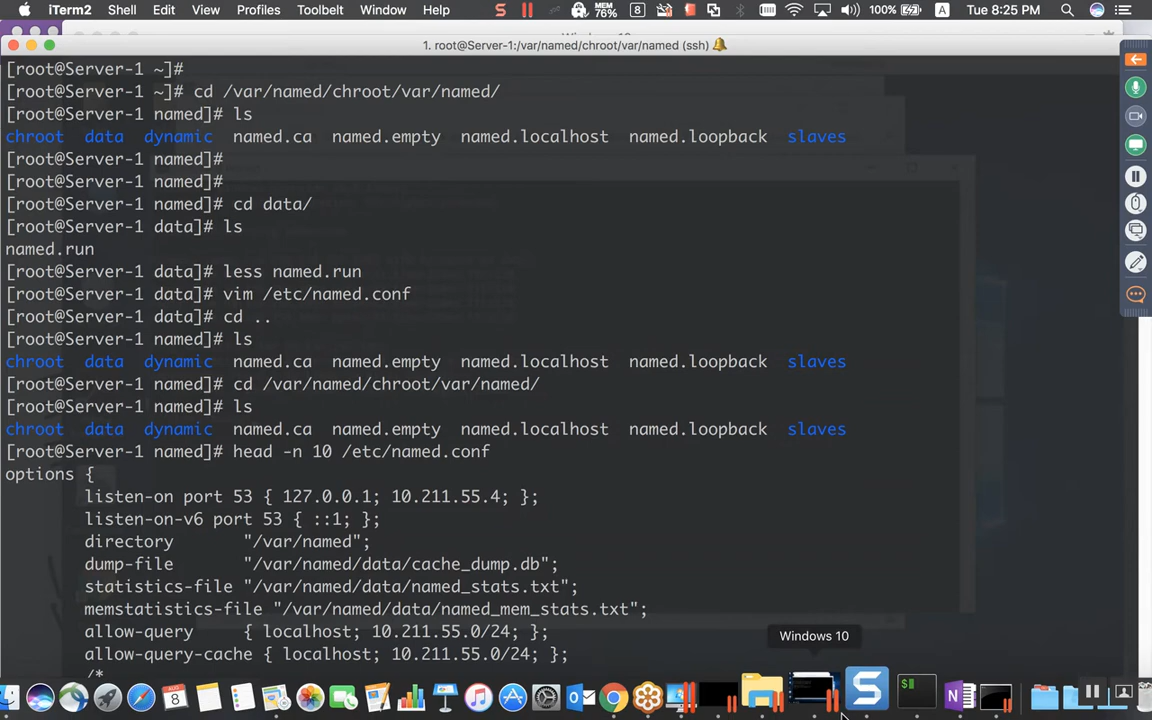 iTerm2 Shell Edit View Profiles Toolbelt Window Help
MEM 76% 8 100% A Tue 8:25 PM
1. root@Server-1:/var/named/chroot/var/named (ssh)
[root@Server-1 ~]#
[root@Server-1 ~]# cd /var/named/chroot/var/named/
[root@Server-1 named]# ls
chroot data dynamic named.ca named.empty named.localhost named.loopback slaves
[root@Server-1 named]#
[root@Server-1 named]#
[root@Server-1 named]# cd data/
[root@Server-1 data]# ls
named.run
[root@Server-1 data]# less named.run
[root@Server-1 data]# vim /etc/named.conf
[root@Server-1 data]# cd ..
[root@Server-1 named]# ls
chroot data dynamic named.ca named.empty named.localhost named.loopback slaves
[root@Server-1 named]# cd /var/named/chroot/var/named/
[root@Server-1 named]# ls
chroot data dynamic named.ca named.empty named.localhost named.loopback slaves
[root@Server-1 named]# head -n 10 /etc/named.conf
options {
listen-on port 53 { 127.0.0.1; 10.211.55.4; };
listen-on-v6 port 53 { ::1; };
directory "/var/named";
dump-file "/var/named/data/cache_dump.db";
statistics-file "/var/named/data/named_stats.txt";
memstatistics-file "/var/named/data/named_mem_stats.txt";
allow-query { localhost; 10.211.55.0/24; };
allow-query-cache { localhost; 10.211.55.0/24; };
/*
Windows 10